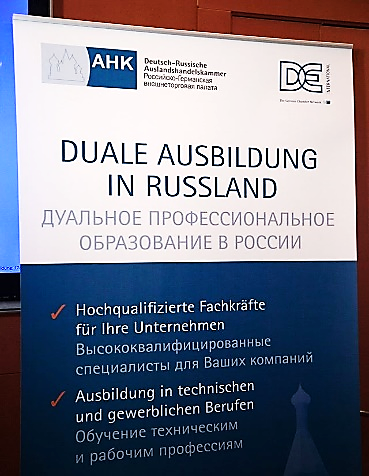 AHK
Deutsch-Russische
Auslandshandelskammer
Российско-Германская
внешнеторговая палата
DE
INTERNATIONAL
DUALE AUSBILDUNG
IN RUSSLAND
ДУАЛЬНОЕ ПРОФЕССИОНАЛЬНОЕ
ОБРАЗОВАНИЕ В РОССИИ
Hochqualifizierte Fachkräfte
für Ihre Unternehmen
Высококвалифицированные
специалисты для Ваших компаний
Ausbildung in technischen
und gewerblichen Berufen
Обучение техническим
и рабочим профессиям